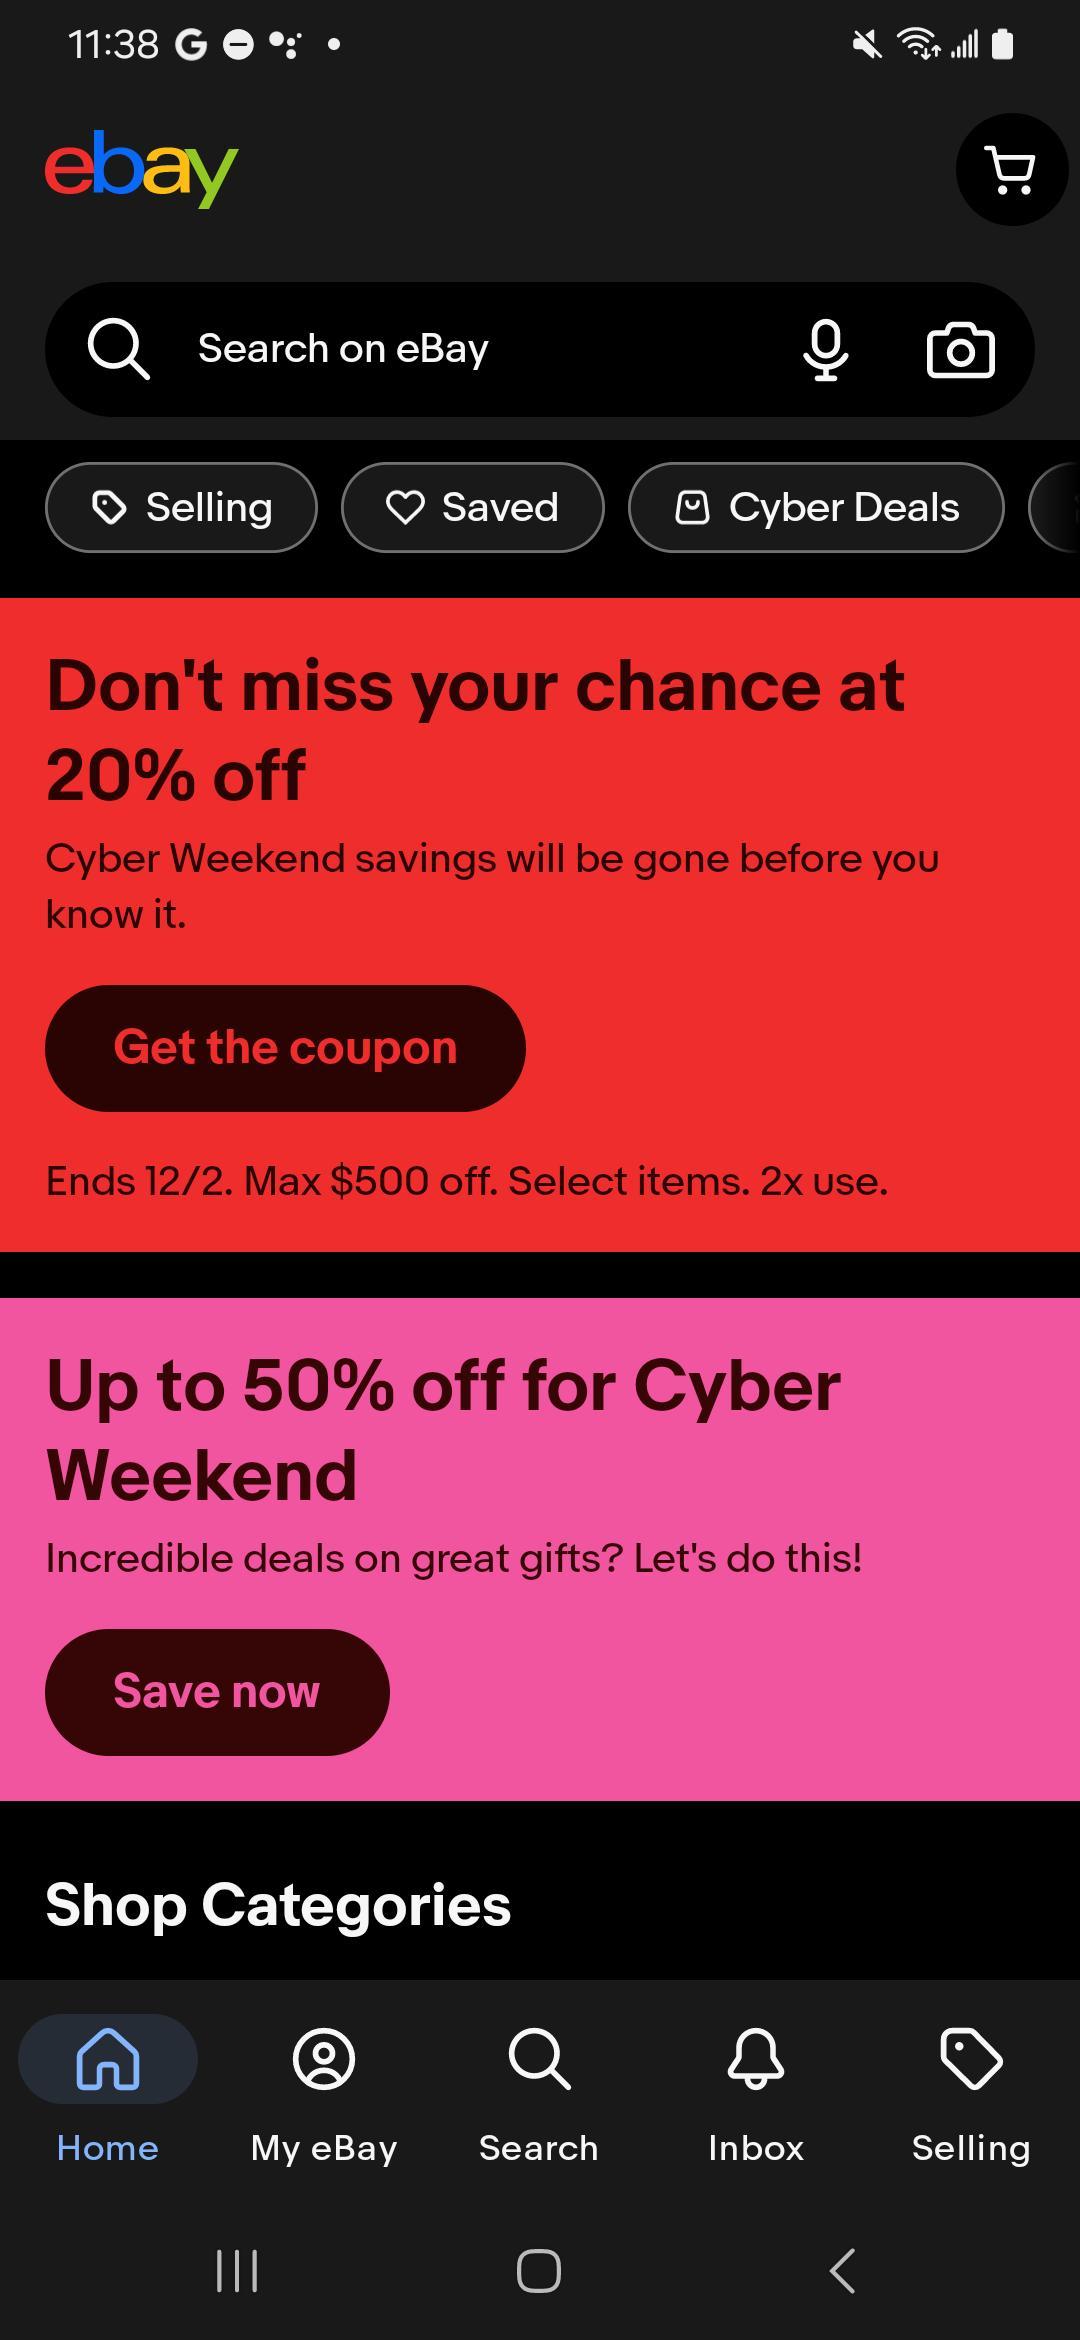 11:38
ebay
Search on eBay
Selling
Saved
Cyber Deals
Don't miss your chance at
20% off
Cyber Weekend savings will be gone before you
know it.
Get the coupon
Ends 12/2. Max $500 off. Select items. 2x use.
Up to 50% off for Cyber
Weekend
Incredible deals on great gifts? Let's do this!
Save now
Shop Categories
Home
My eBay
Search
Inbox
Selling